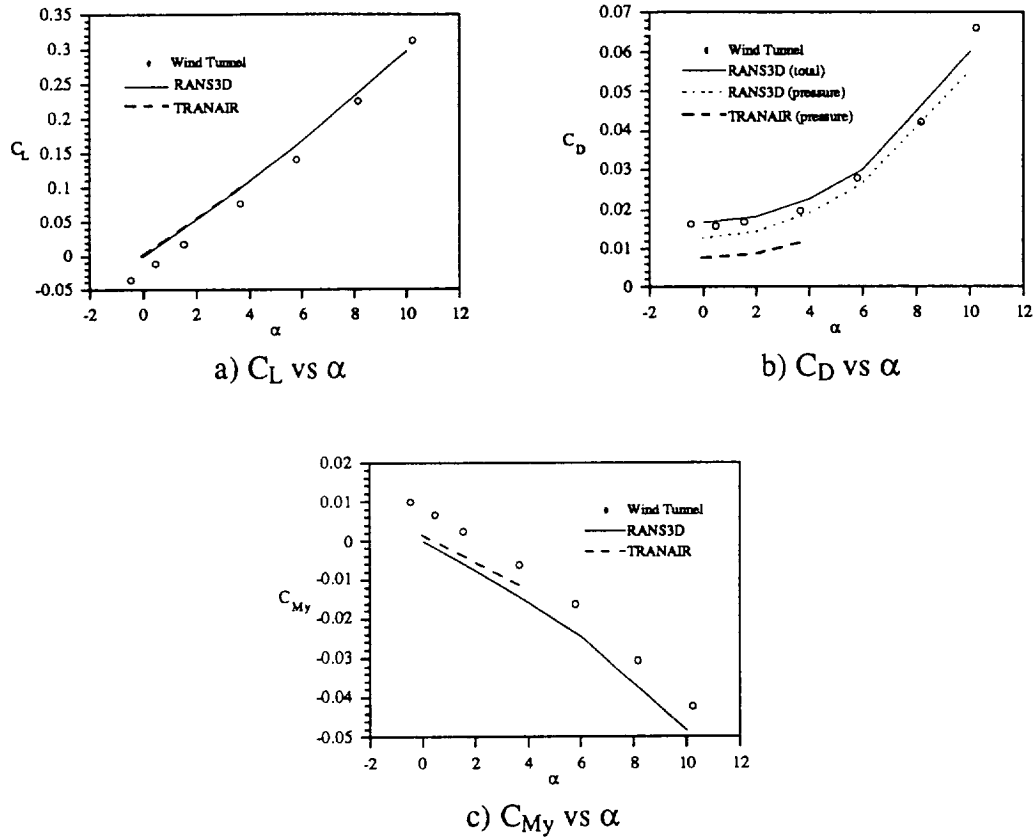 0.35
0.3
0.25
0.2
C_L
0.15
0.1
0.05
0
-0.05
-2 0 2 4 6 8 10 12
α
Wind Tunnel
RANS3D
TRANAIR
a) C_L vs α
0.07
0.06
0.05
0.04
C_D
0.03
0.02
0.01
0
-2 0 2 4 6 8 10 12
α
Wind Tunnel
RANS3D (total)
RANS3D (pressure)
TRANAIR (pressure)
b) C_D vs α
0.02
0.01
0
-0.01
C_My
-0.02
-0.03
-0.04
-0.05
-2 0 2 4 6 8 10 12
α
Wind Tunnel
RANS3D
TRANAIR
c) C_My vs α